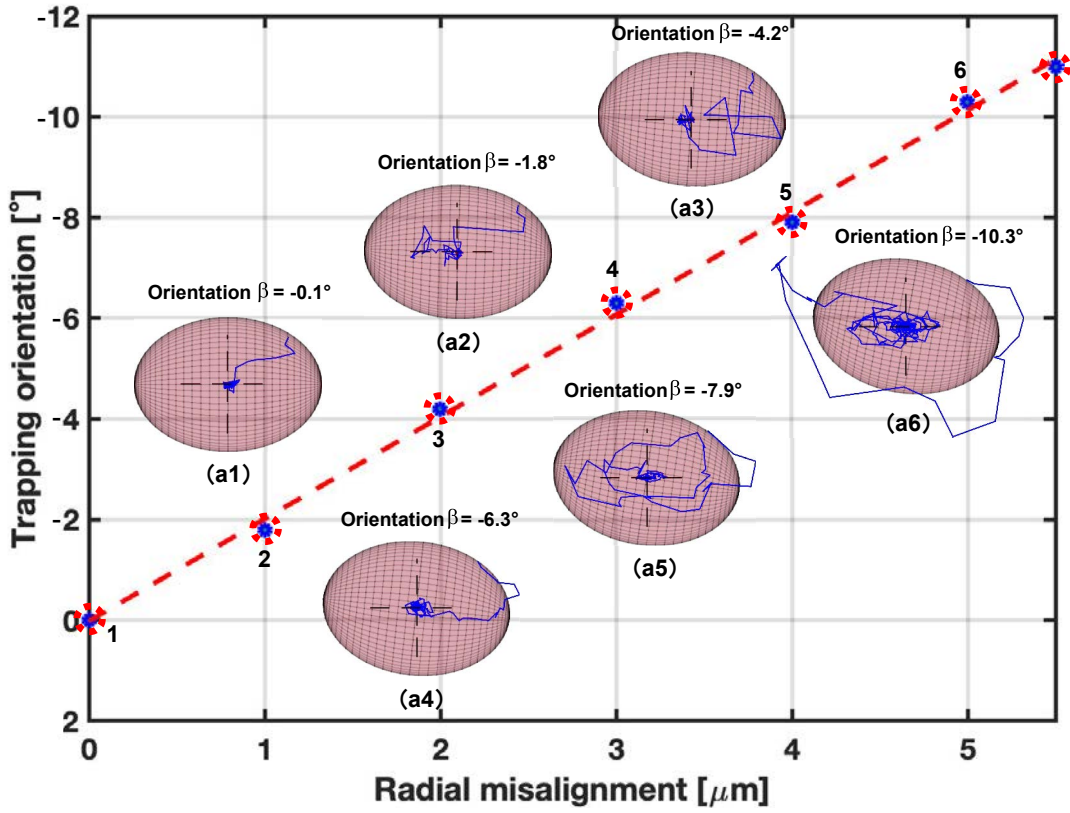 -12
-10
-8
-6
-4
-2
0
2
Trapping orientation [°]
0
1
2
3
4
5
Radial misalignment [μm]
Orientation β= -0.1°
(a1)
Orientation β= -1.8°
(a2)
Orientation β= -4.2°
(a3)
Orientation β= -6.3°
(a4)
Orientation β= -7.9°
(a5)
Orientation β= -10.3°
(a6)
1
2
3
4
5
6